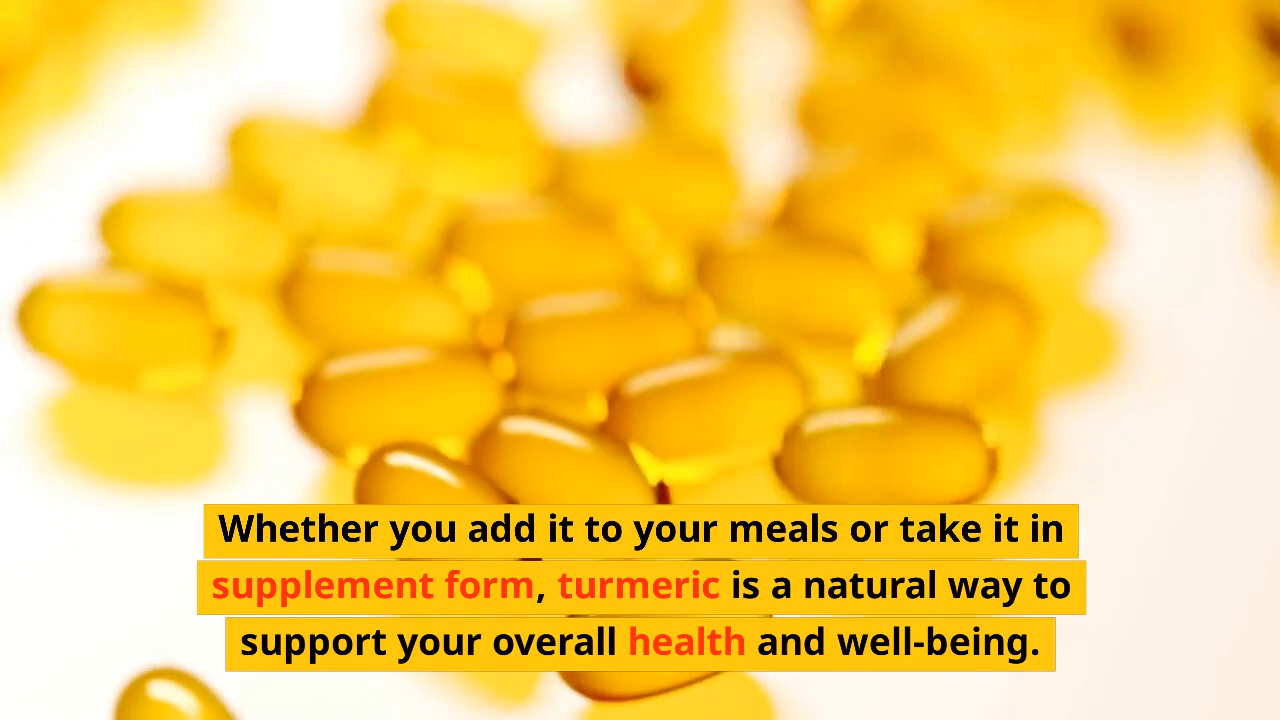 Whether you add it to your meals or take it in
supplement form, turmeric is a natural way to
support your overall health and well-being.